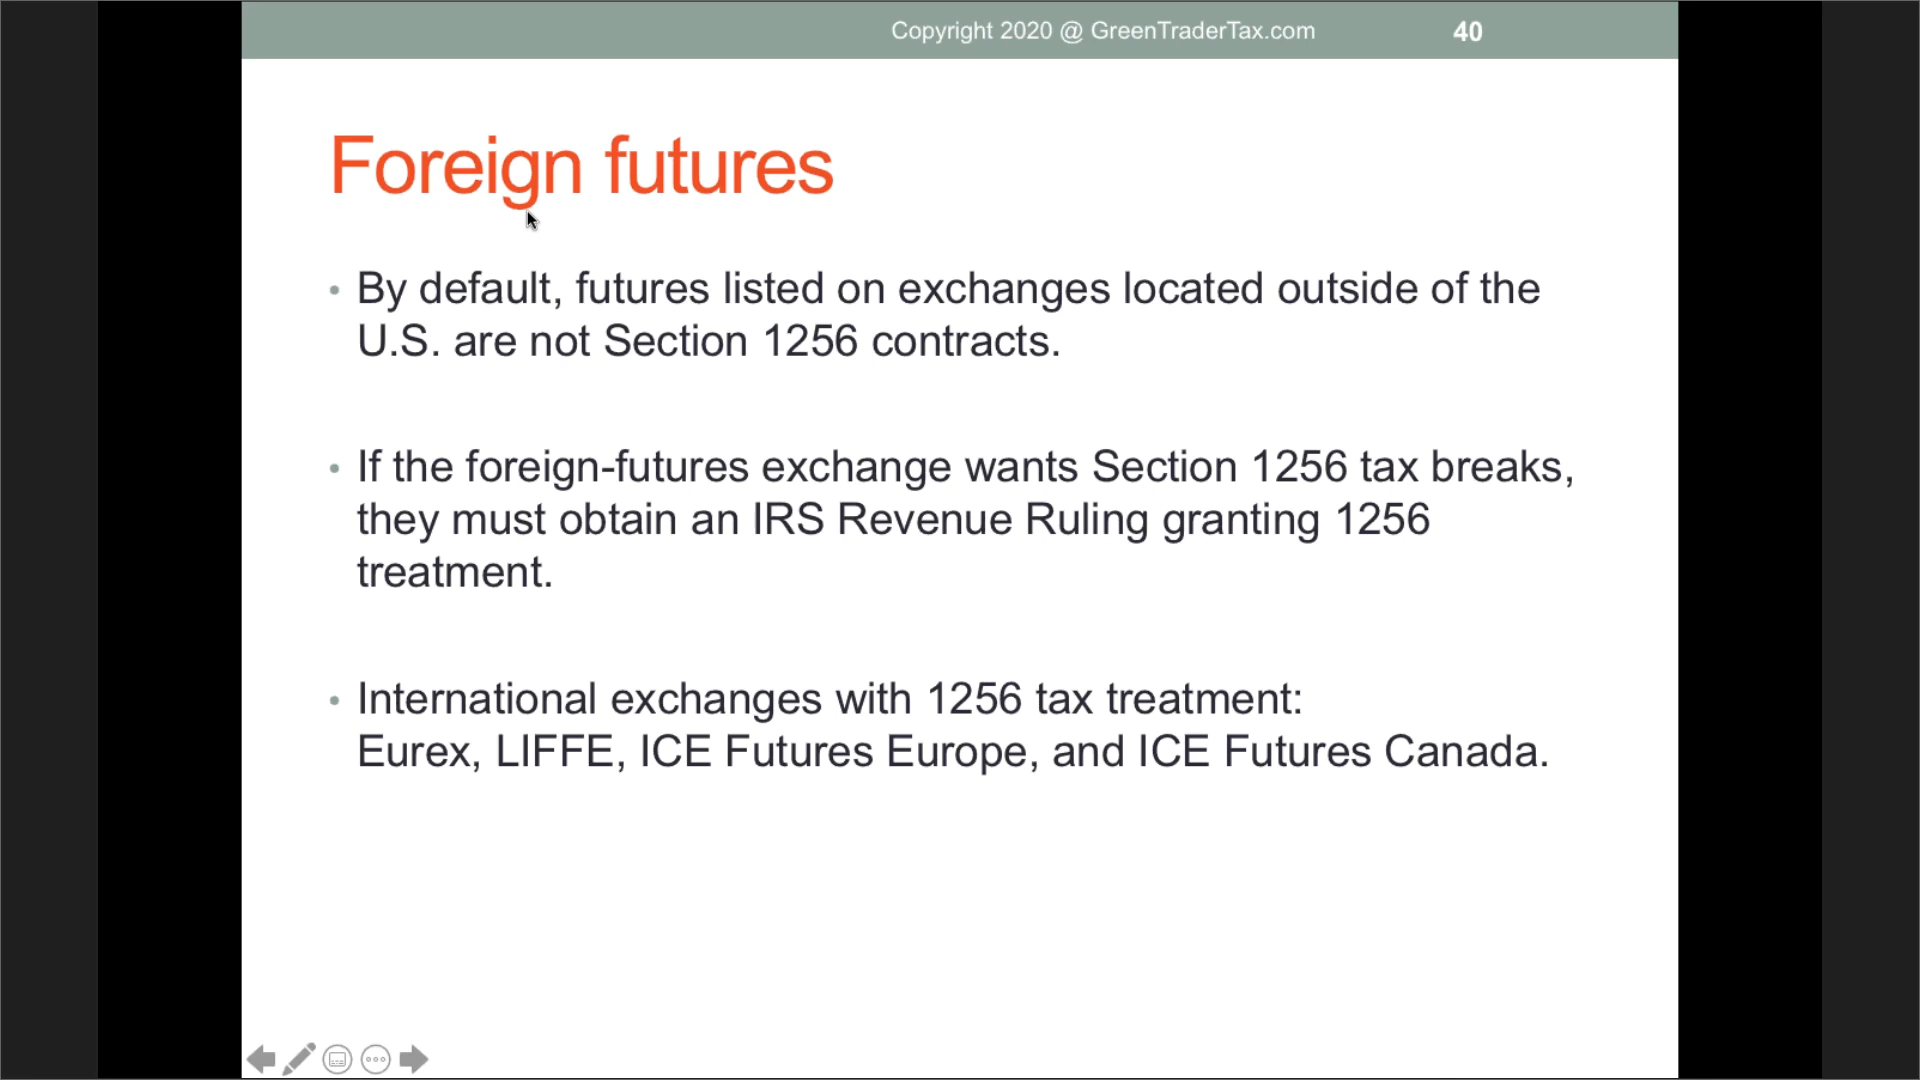 Copyright 2020 @ GreenTraderTax.com 40
Foreign futures
• By default, futures listed on exchanges located outside of the
U.S. are not Section 1256 contracts.
• If the foreign-futures exchange wants Section 1256 tax breaks,
they must obtain an IRS Revenue Ruling granting 1256
treatment.
• International exchanges with 1256 tax treatment:
Eurex, LIFFE, ICE Futures Europe, and ICE Futures Canada.